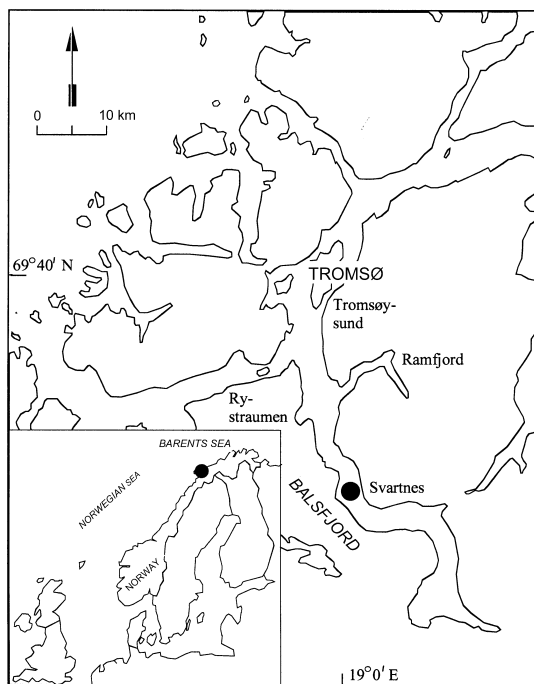 0 10 km
69°40' N
TROMSØ
Tromsøy-
sund
Ramfjord
Ry-
straumen
Svartnes
BALSFJORD
BARENTS SEA
NORWEGIAN SEA
NORWAY
19°0' E